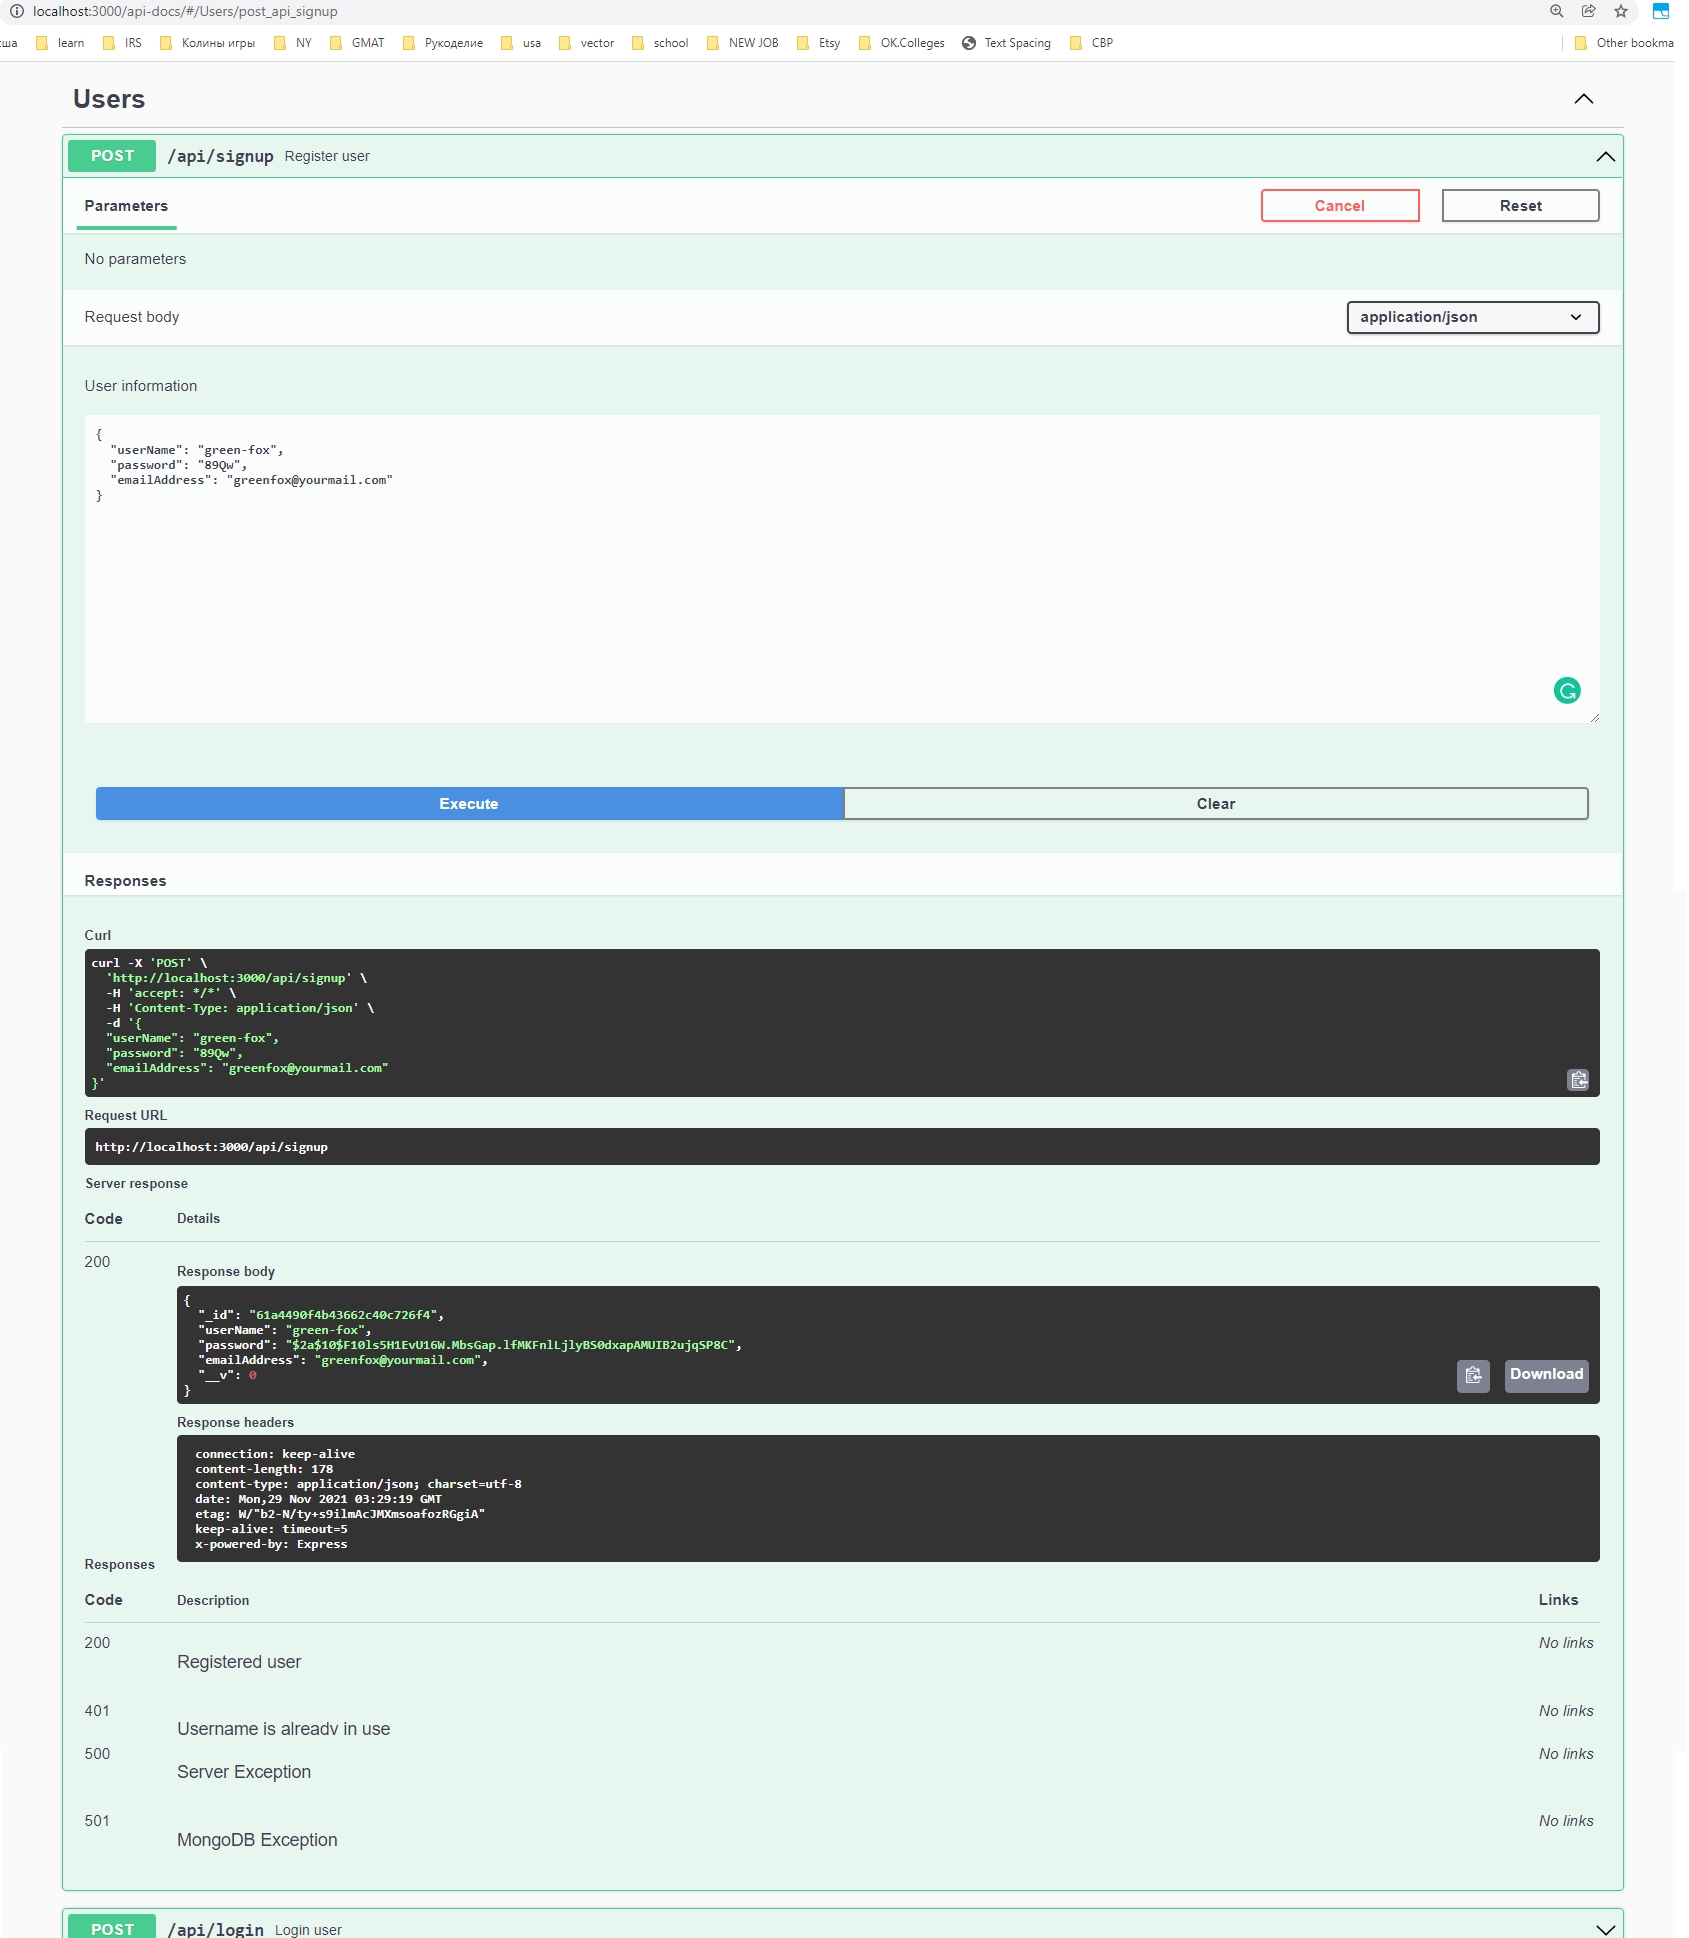 localhost:3000/api-docs/#/Users/post_api_signup
learn IRS Колины игры NY GMAT Рукоделие usa vector school NEW JOB Etsy OK.Colleges Text Spacing CBP Other bookma
Users
POST /api/signup Register user
Parameters
Cancel
Reset
No parameters
Request body
application/json
User information
{
"userName": "green-fox",
"password": "89Qw",
"emailAddress": "greenfox@yourmail.com"
}
Execute
Clear
Responses
Curl
curl -X 'POST' \
'http://localhost:3000/api/signup' \
-H 'accept: */*' \
-H 'Content-Type: application/json' \
-d '{
"userName": "green-fox",
"password": "89Qw",
"emailAddress": "greenfox@yourmail.com"
}'
Request URL
http://localhost:3000/api/signup
Server response
Code Details
200
Response body
{
"_id": "61a4490f4b43662c40c726f4",
"userName": "green-fox",
"password": "$2a$10$F10ls5H1EvU16W.MbsGap.lfMKFnlLjlyBS0dxapAMUIB2ujqSP8C",
"emailAddress": "greenfox@yourmail.com",
"__v": 0
}
Download
Response headers
connection: keep-alive
content-length: 178
content-type: application/json; charset=utf-8
date: Mon,29 Nov 2021 03:29:19 GMT
etag: W/"b2-N/ty+s9ilmAcJMXmsoafozRGgiA"
keep-alive: timeout=5
x-powered-by: Express
Responses
Code Description Links
200 No links
Registered user
401 No links
Username is already in use
500 No links
Server Exception
501 No links
MongoDB Exception
POST /api/login Login user